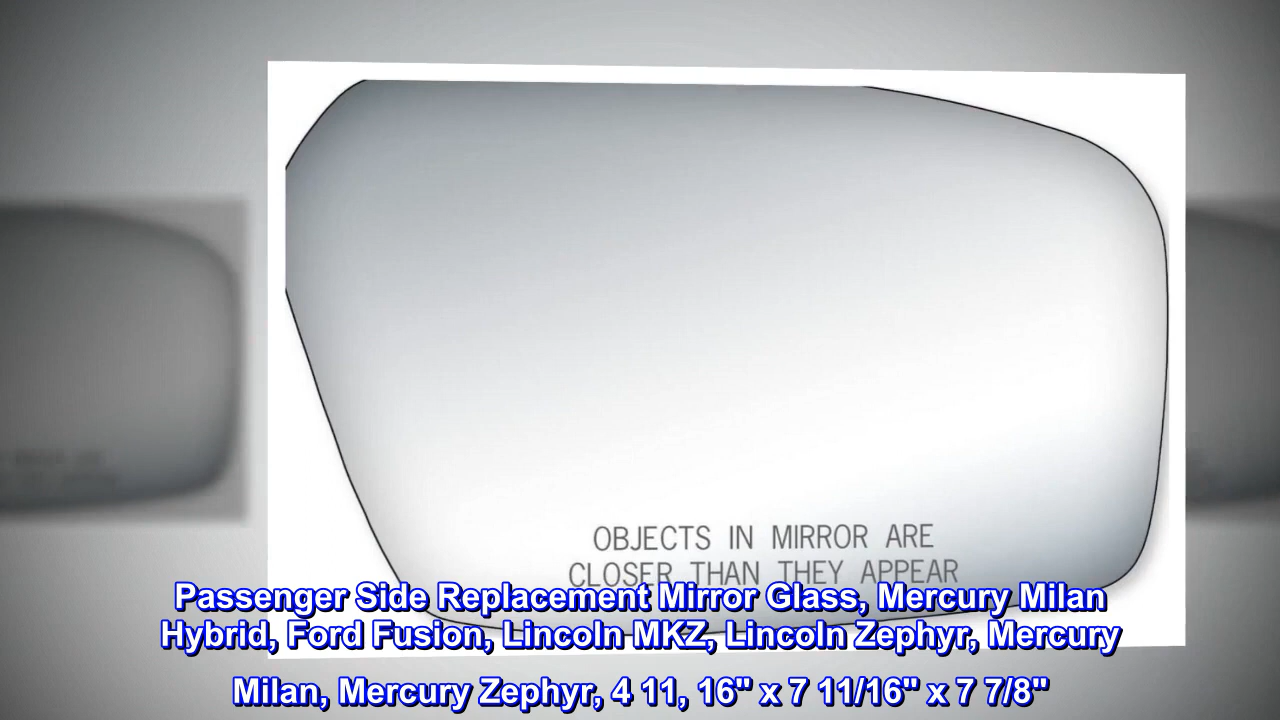 OBJECTS IN MIRROR ARE
CLOSER THAN THEY APPEAR
Passenger Side Replacement Mirror Glass, Mercury Milan
Hybrid, Ford Fusion, Lincoln MKZ, Lincoln Zephyr, Mercury
Milan, Mercury Zephyr, 4 11, 16" x 7 11/16" x 7 7/8"